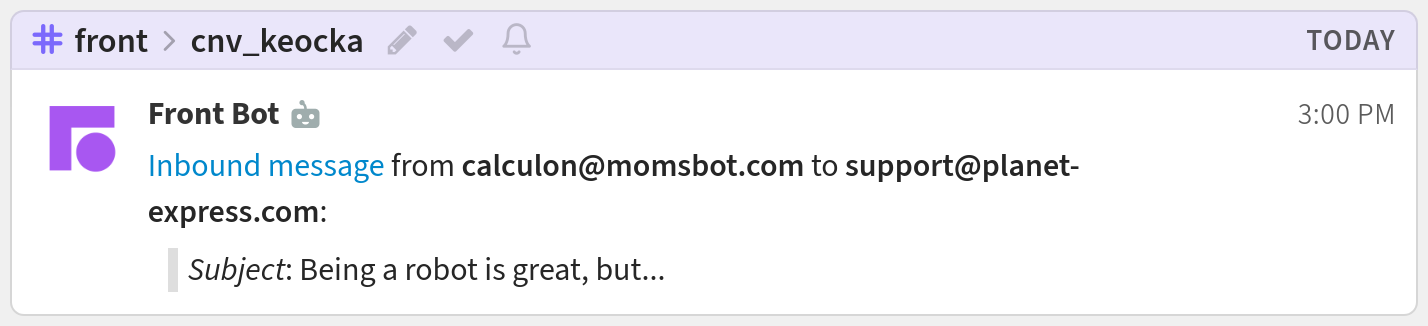 # front > cnv_keocka TODAY
Front Bot 3:00 PM
Inbound message from calculon@momsbot.com to support@planet-
express.com:
Subject: Being a robot is great, but...